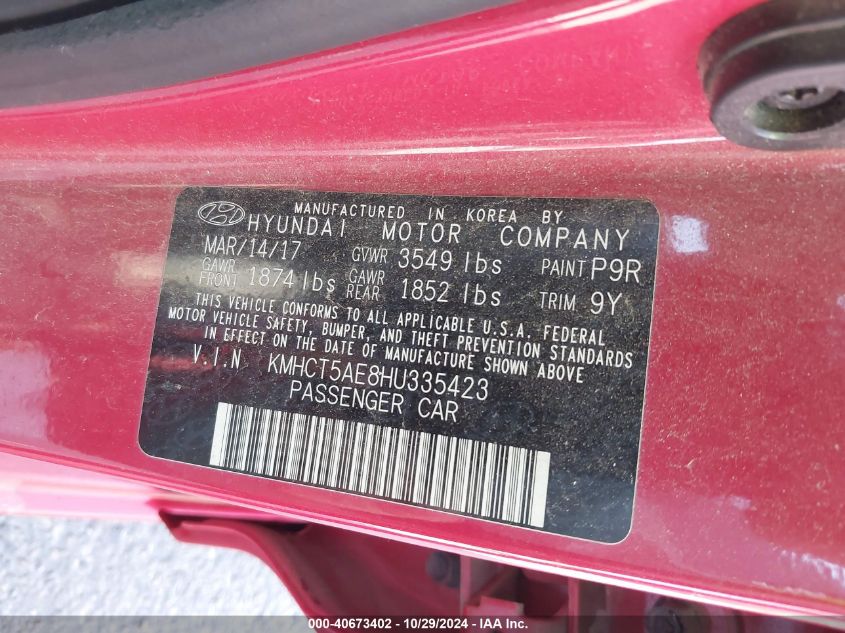 MANUFACTURED IN KOREA BY
HYUNDAI MOTOR COMPANY
MAR/14/17 GVWR 3549 lbs PAINT P9R
GAWR FRONT 1874 lbs GAWR REAR 1852 lbs TRIM 9Y
THIS VEHICLE CONFORMS TO ALL APPLICABLE U.S.A. FEDERAL
MOTOR VEHICLE SAFETY, BUMPER, AND THEFT PREVENTION STANDARDS
IN EFFECT ON THE DATE OF MANUFACTURE SHOWN ABOVE
V.I.N KMHCT5AE8HU335423
PASSENGER CAR
000-40673402 - 10/29/2024 - IAA Inc.